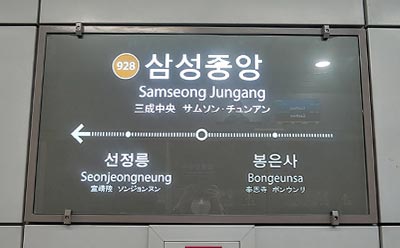 928 삼성중앙
Samseong Jungang
三成中央 サムソン・チュンアン
선정릉 봉은사
Seonjeongneung Bongeunsa
宣靖陵 ソンジョンヌン 奉恩寺 ポンウンサ